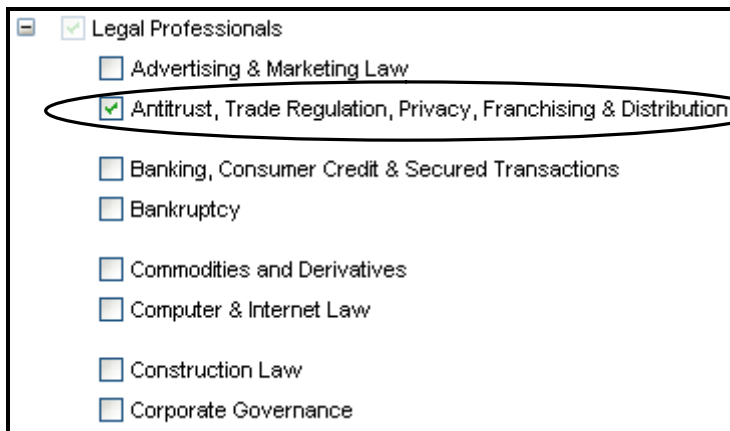 Legal Professionals
Advertising & Marketing Law
Antitrust, Trade Regulation, Privacy, Franchising & Distribution
Banking, Consumer Credit & Secured Transactions
Bankruptcy
Commodities and Derivatives
Computer & Internet Law
Construction Law
Corporate Governance